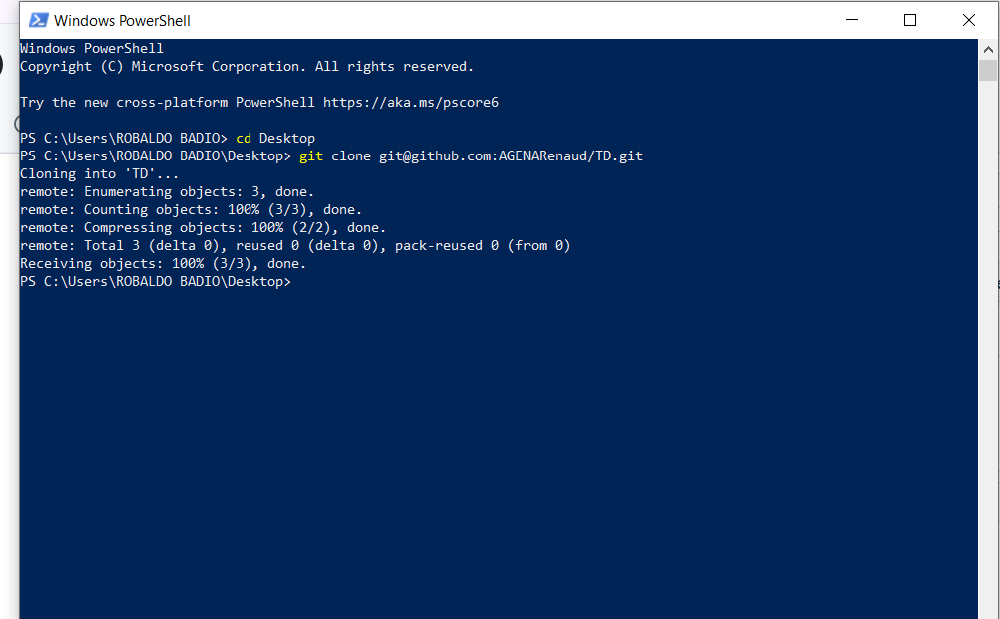 Windows PowerShell
Windows PowerShell
Copyright (C) Microsoft Corporation. All rights reserved.
Try the new cross-platform PowerShell https://aka.ms/pscore6
PS C:\Users\ROBALDO BADIO> cd Desktop
PS C:\Users\ROBALDO BADIO\Desktop> git clone git@github.com:AGENARenaud/TD.git
Cloning into 'TD'...
remote: Enumerating objects: 3, done.
remote: Counting objects: 100% (3/3), done.
remote: Compressing objects: 100% (2/2), done.
remote: Total 3 (delta 0), reused 0 (delta 0), pack-reused 0 (from 0)
Receiving objects: 100% (3/3), done.
PS C:\Users\ROBALDO BADIO\Desktop>